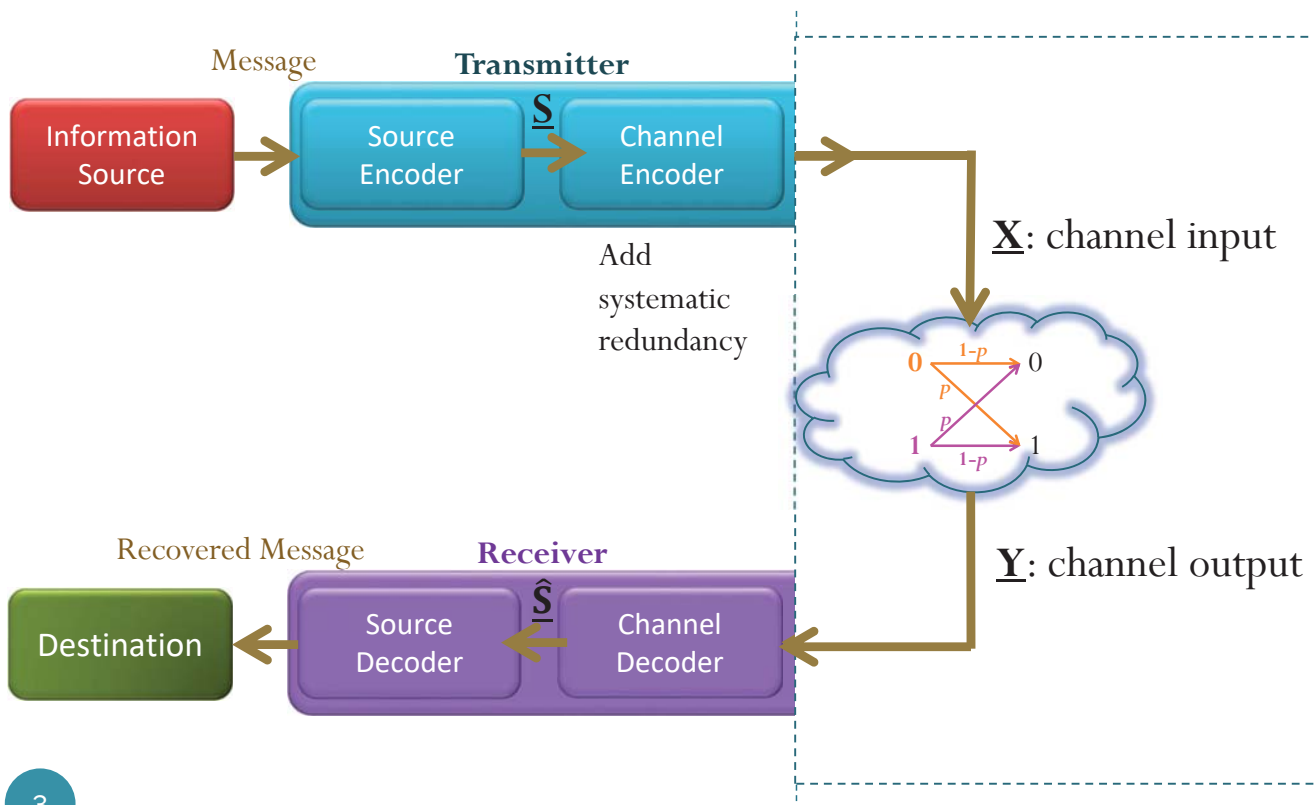 Message
Transmitter
Information
Source
Source
Encoder
S
Channel
Encoder
Add
systematic
redundancy
X: channel input
0
1-p
0
p
p
1
1-p
1
Y: channel output
Recovered Message
Receiver
Destination
Source
Decoder
Ŝ
Channel
Decoder
3